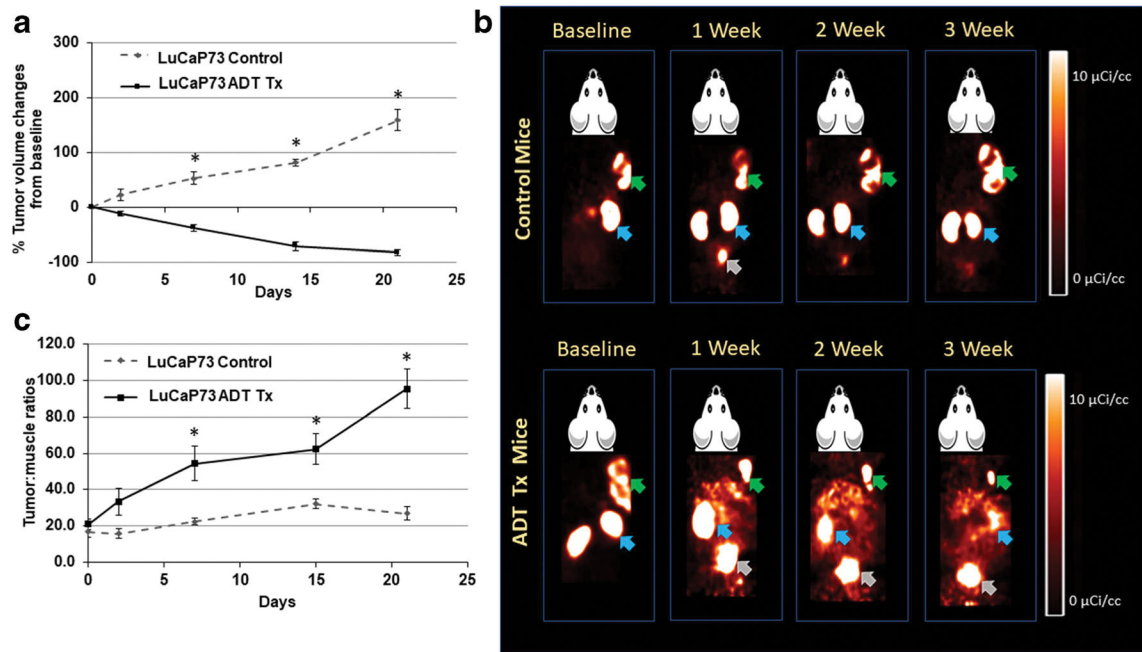 a
300
200
100
0
-100
% Tumor volume changes
from baseline
LuCaP73 Control
LuCaP73 ADT Tx
*
*
*
0 5 10 15 20 25
Days
c
120.0
100.0
80.0
60.0
40.0
20.0
0.0
Tumor:muscle ratios
LuCaP73 Control
LuCaP73 ADT Tx
*
*
*
0 5 10 15 20 25
Days
b
Baseline 1 Week 2 Week 3 Week
Control Mice
10 µCi/cc
0 µCi/cc
Baseline 1 Week 2 Week 3 Week
ADT Tx Mice
10 µCi/cc
0 µCi/cc